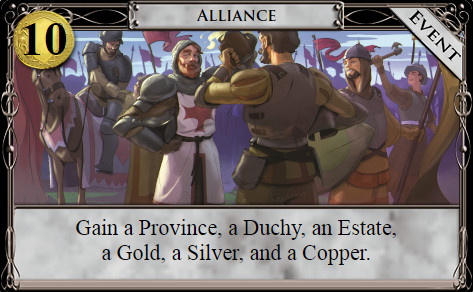 ALLIANCE
10
EVENT
Gain a Province, a Duchy, an Estate,
a Gold, a Silver, and a Copper.